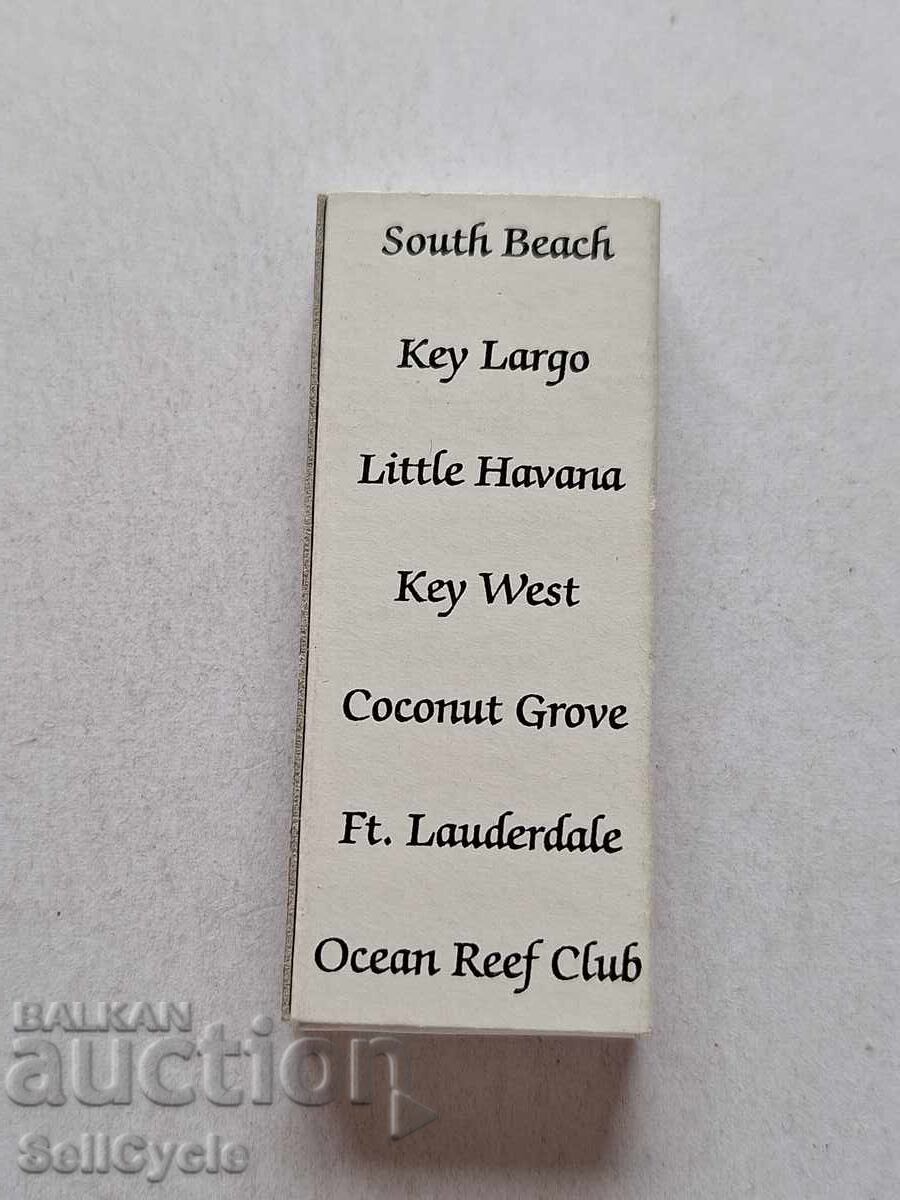 South Beach
Key Largo
Little Havana
Key West
Coconut Grove
Ft. Lauderdale
Ocean Reef Club
BALKAN
auction
SellCycle